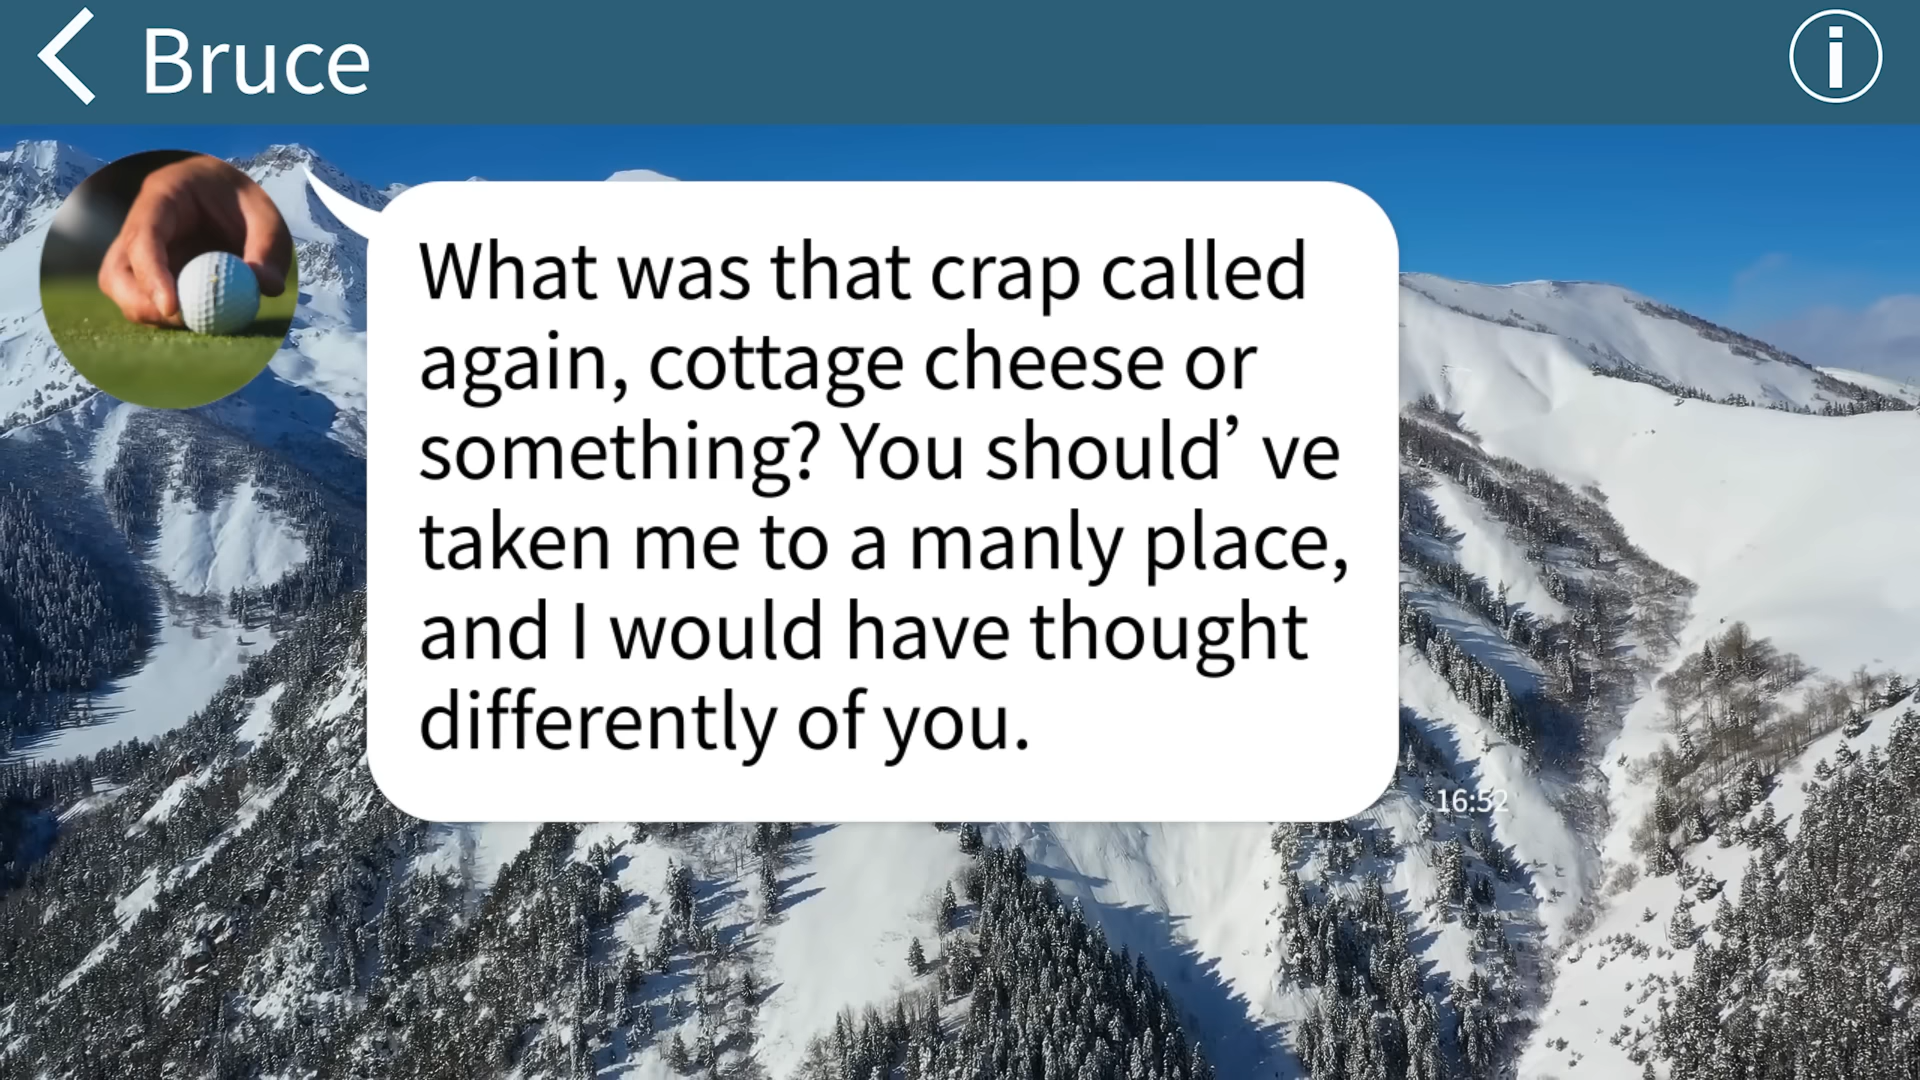 Bruce
What was that crap called
again, cottage cheese or
something? You should’ ve
taken me to a manly place,
and I would have thought
differently of you.
16:52